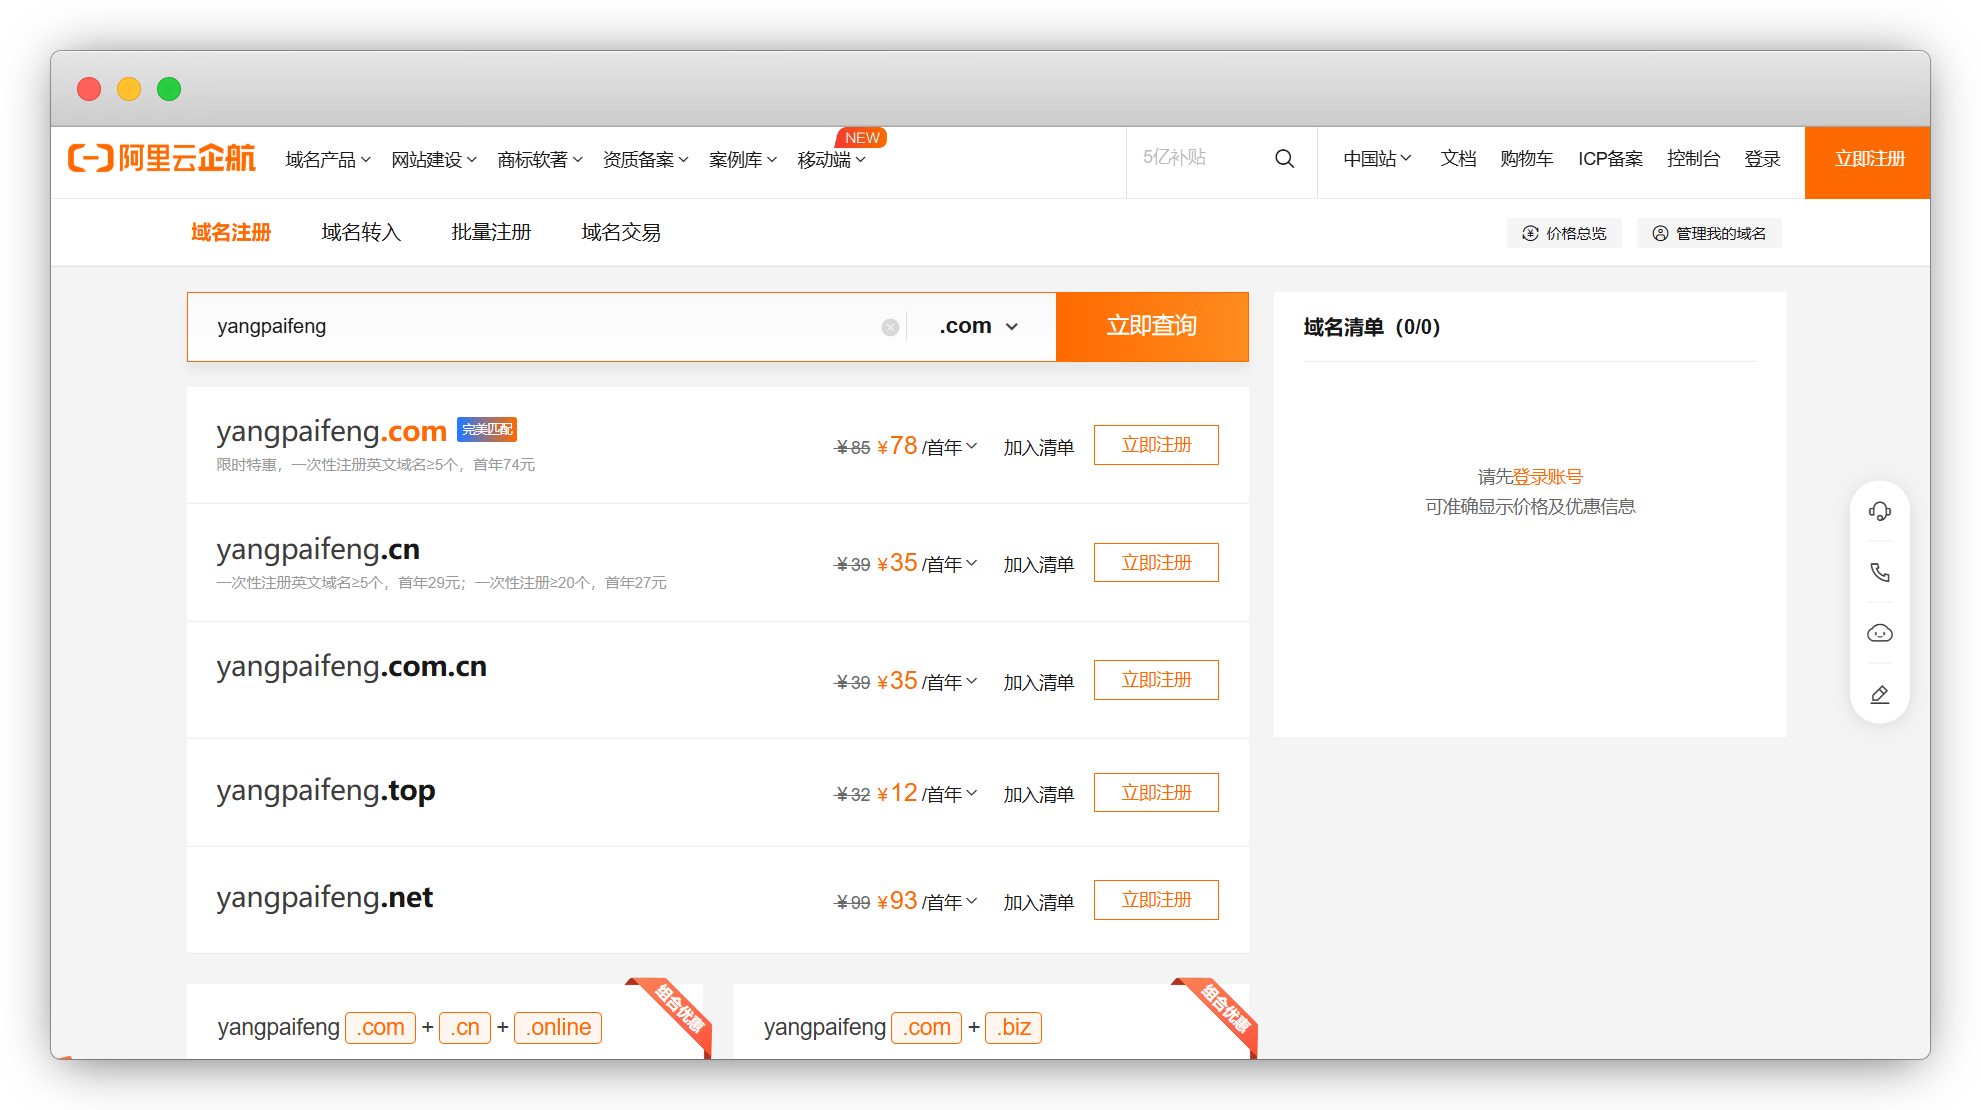 阿里云企航
域名产品 网站建设 商标软著 资质备案 案例库 移动端 NEW
5亿补贴
中国站 文档 购物车 ICP备案 控制台 登录 立即注册
域名注册 域名转入 批量注册 域名交易
价格总览 管理我的域名
yangpaifeng .com 立即查询
域名清单（0/0）
yangpaifeng.com 完美匹配
限时特惠，一次性注册英文域名≥5个，首年74元
¥85 ¥78 /首年 加入清单 立即注册
请先登录账号
可准确显示价格及优惠信息
yangpaifeng.cn
一次性注册英文域名≥5个，首年29元；一次性注册≥20个，首年27元
¥39 ¥35 /首年 加入清单 立即注册
yangpaifeng.com.cn
¥39 ¥35 /首年 加入清单 立即注册
yangpaifeng.top
¥32 ¥12 /首年 加入清单 立即注册
yangpaifeng.net
¥99 ¥93 /首年 加入清单 立即注册
yangpaifeng .com + .cn + .online 组合优惠
yangpaifeng .com + .biz 组合优惠